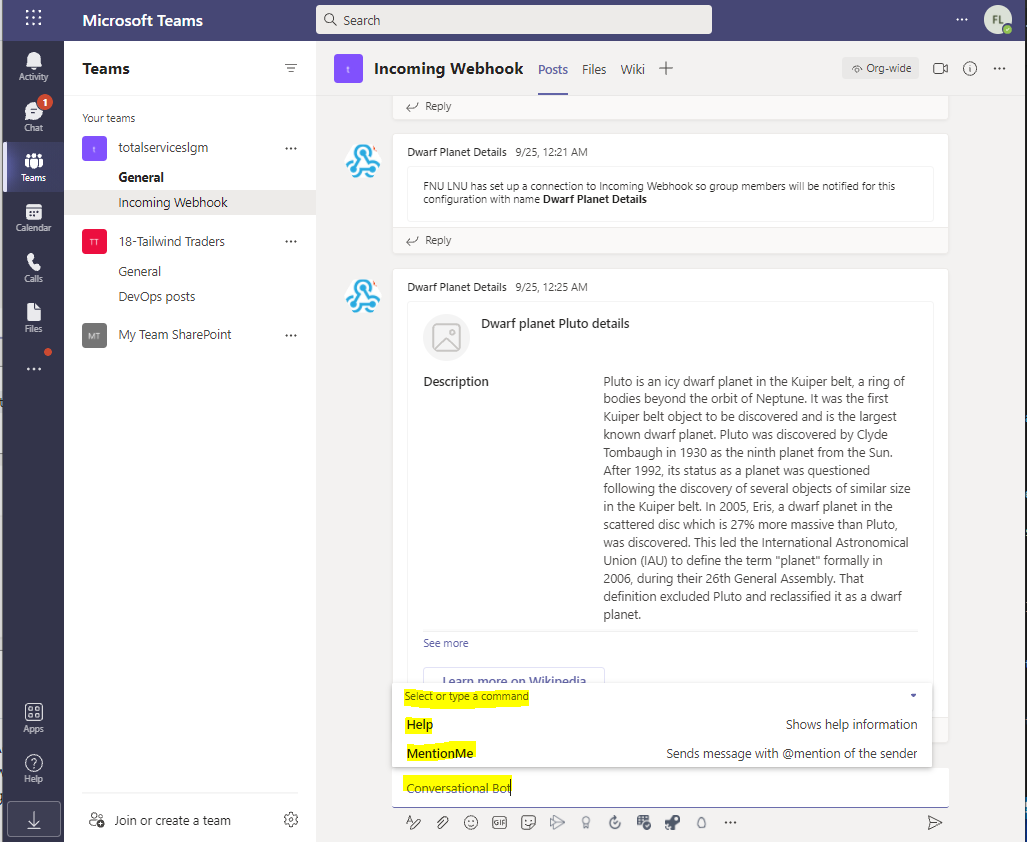 Microsoft Teams
Search
FL
Activity
Chat
1
Teams
Calendar
Calls
Files
Apps
Help
Teams
Your teams
t
totalserviceslgm
General
Incoming Webhook
TT
18-Tailwind Traders
General
DevOps posts
MT
My Team SharePoint
Join or create a team
t
Incoming Webhook
Posts
Files
Wiki
Org-wide
Reply
Dwarf Planet Details 9/25, 12:21 AM
FNU LNU has set up a connection to Incoming Webhook so group members will be notified for this
configuration with name Dwarf Planet Details
Reply
Dwarf Planet Details 9/25, 12:25 AM
Dwarf planet Pluto details
Description
Pluto is an icy dwarf planet in the Kuiper belt, a ring of
bodies beyond the orbit of Neptune. It was the first
Kuiper belt object to be discovered and is the largest
known dwarf planet. Pluto was discovered by Clyde
Tombaugh in 1930 as the ninth planet from the Sun.
After 1992, its status as a planet was questioned
following the discovery of several objects of similar size
in the Kuiper belt. In 2005, Eris, a dwarf planet in the
scattered disc which is 27% more massive than Pluto,
was discovered. This led the International Astronomical
Union (IAU) to define the term "planet" formally in
2006, during their 26th General Assembly. That
definition excluded Pluto and reclassified it as a dwarf
planet.
See more
Learn more on Wikipedia
Select or type a command
Help Shows help information
MentionMe Sends message with @mention of the sender
Conversational Bot
GIF